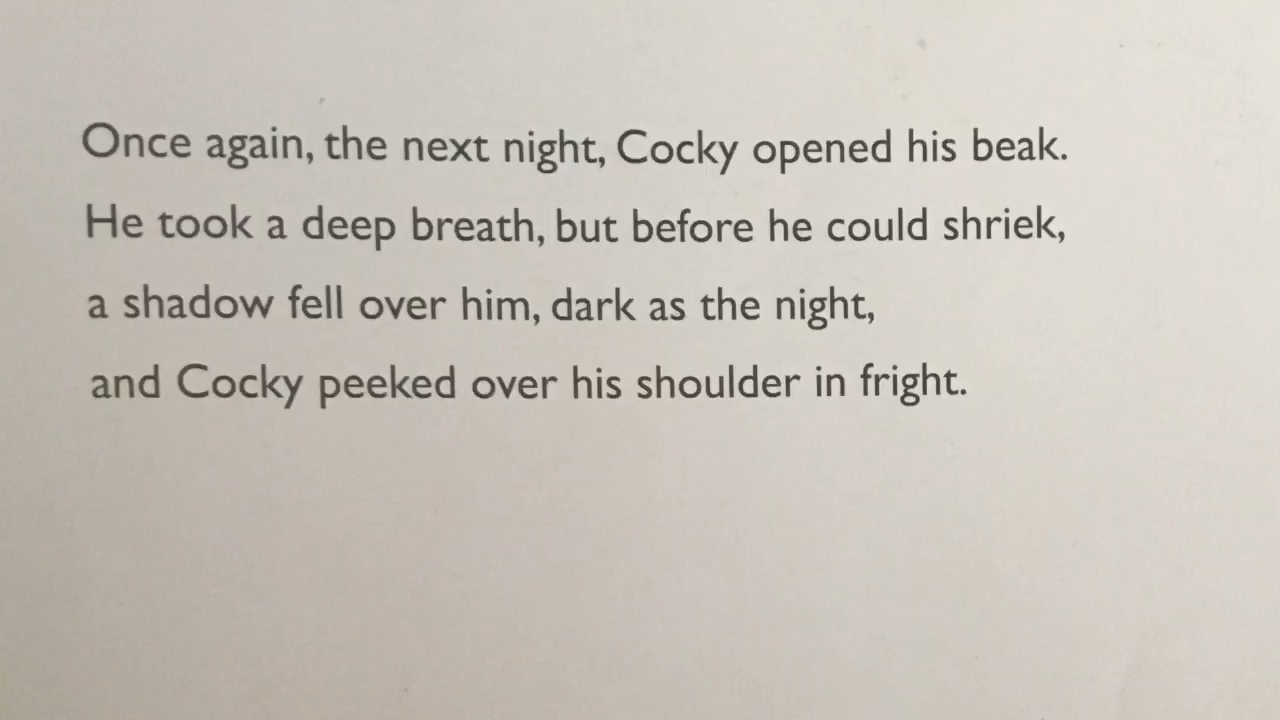 Once again, the next night, Cocky opened his beak.
He took a deep breath, but before he could shriek,
a shadow fell over him, dark as the night,
and Cocky peeked over his shoulder in fright.